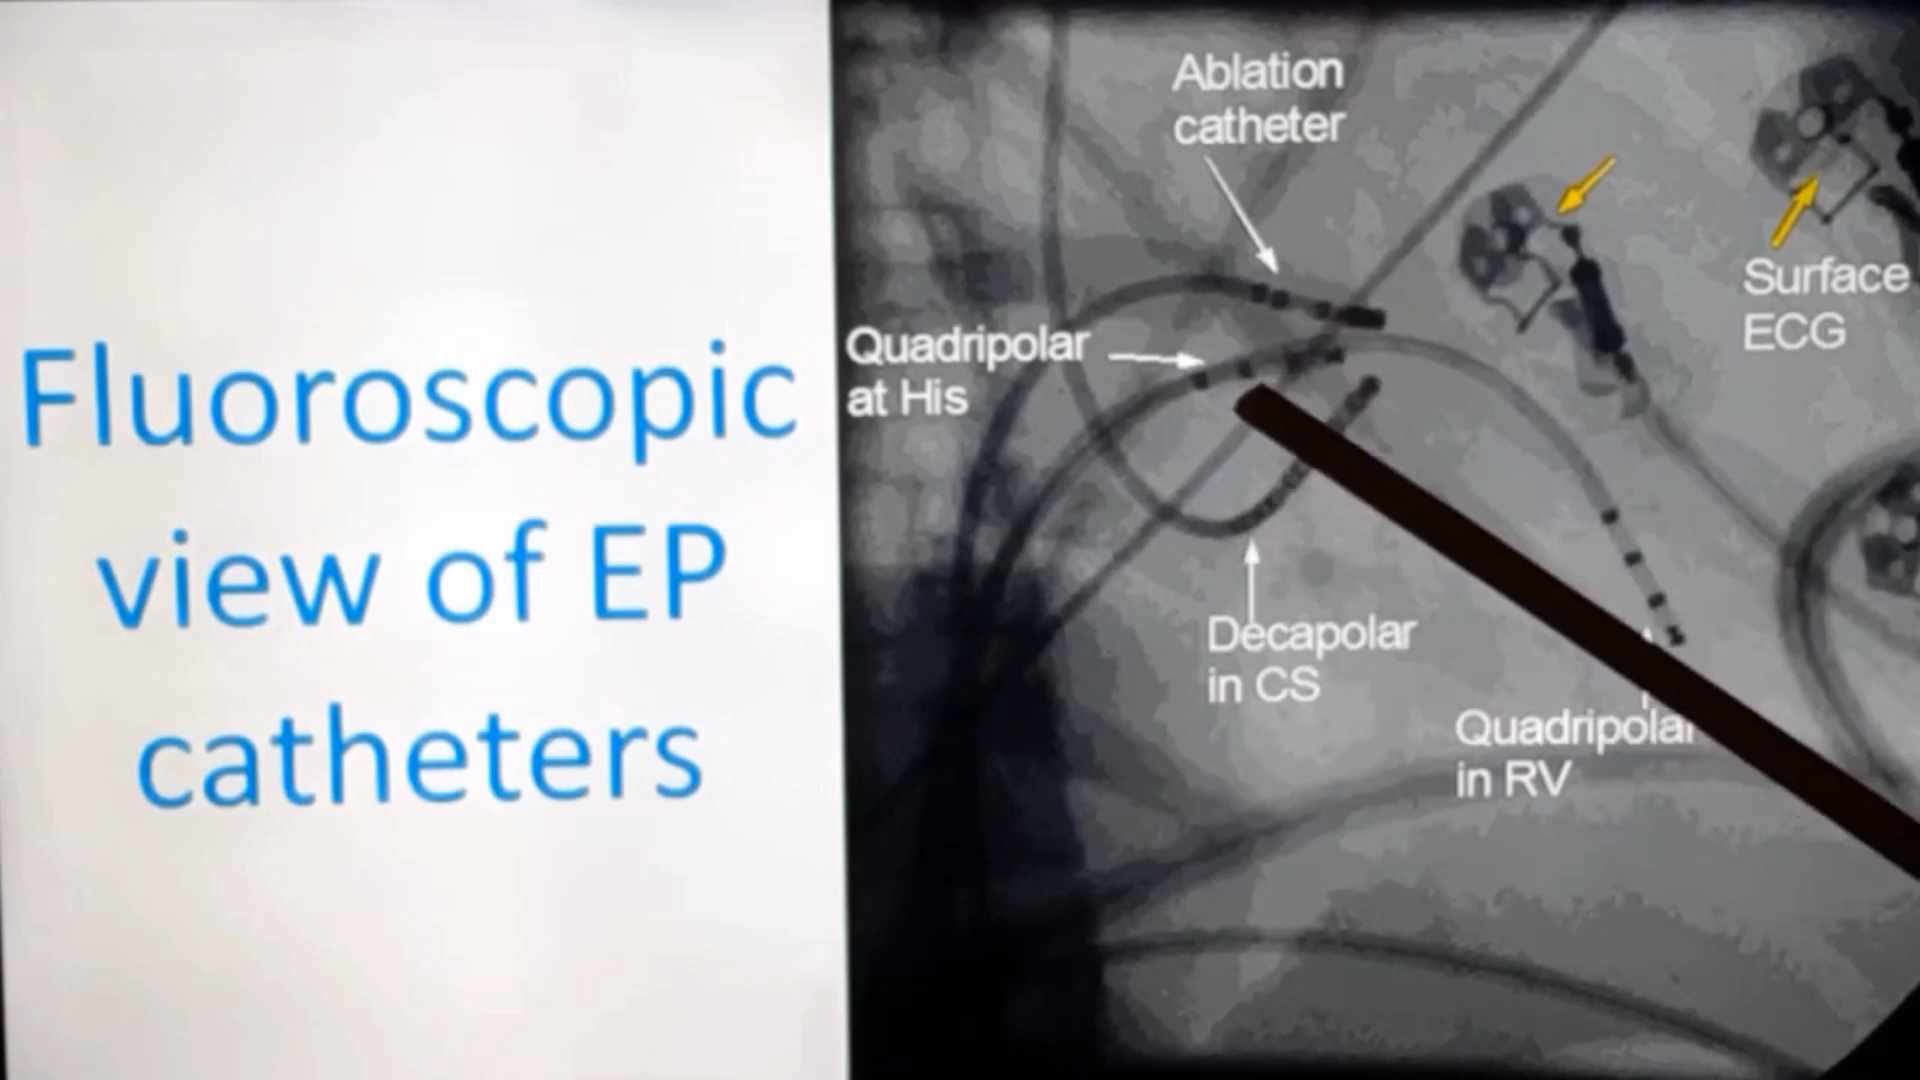 Fluoroscopic
view of EP
catheters
Ablation
catheter
Quadripolar
at His
Surface
ECG
Decapolar
in CS
Quadripolar
in RV